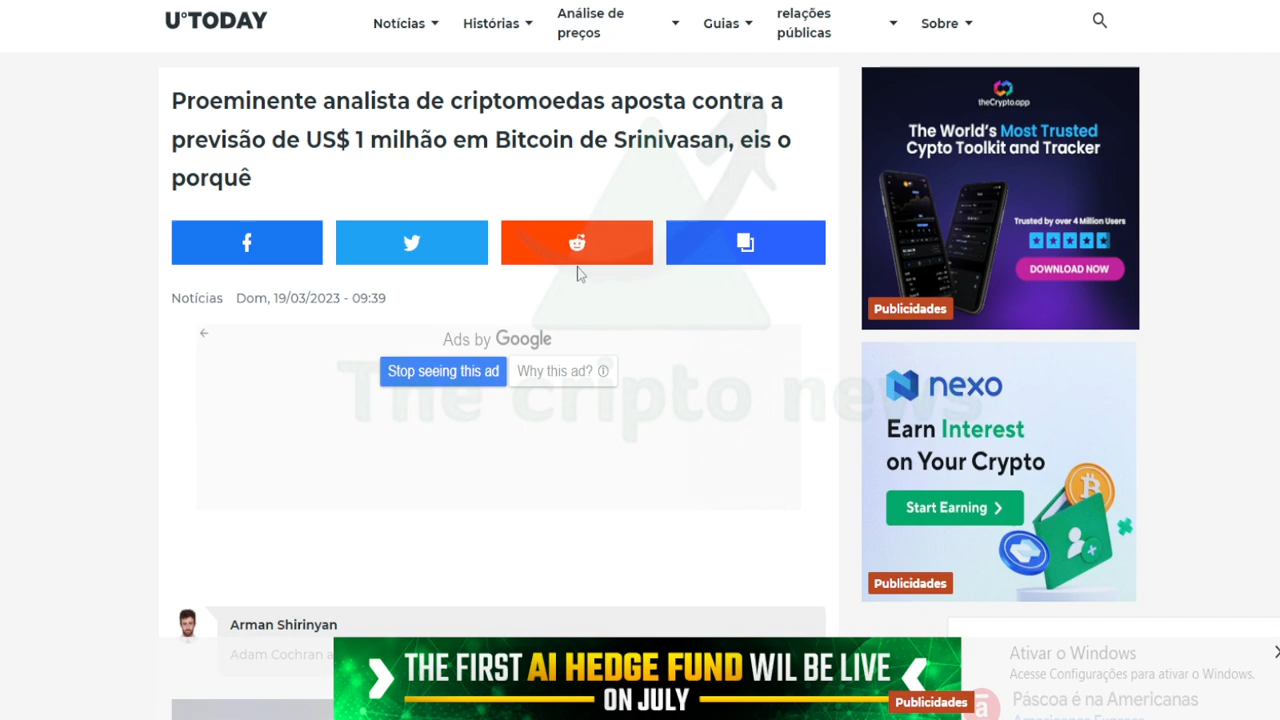 U°TODAY
Notícias
Histórias
Análise de
preços
Guias
relações
públicas
Sobre
Proeminente analista de criptomoedas aposta contra a
previsão de US$ 1 milhão em Bitcoin de Srinivasan, eis o
porquê
Notícias Dom, 19/03/2023 - 09:39
Ads by Google
Stop seeing this ad Why this ad?
The cripto news
Arman Shirinyan
Adam Cochran a
theCrypto.app
The World's Most Trusted
Cypto Toolkit and Tracker
Trusted by over 4 Million Users
DOWNLOAD NOW
Publicidades
nexo
Earn Interest
on Your Crypto
Start Earning
Publicidades
THE FIRST AI HEDGE FUND WIL BE LIVE
ON JULY
Publicidades
Ativar o Windows
Acesse Configurações para ativar o Windows.
Páscoa é na Americanas